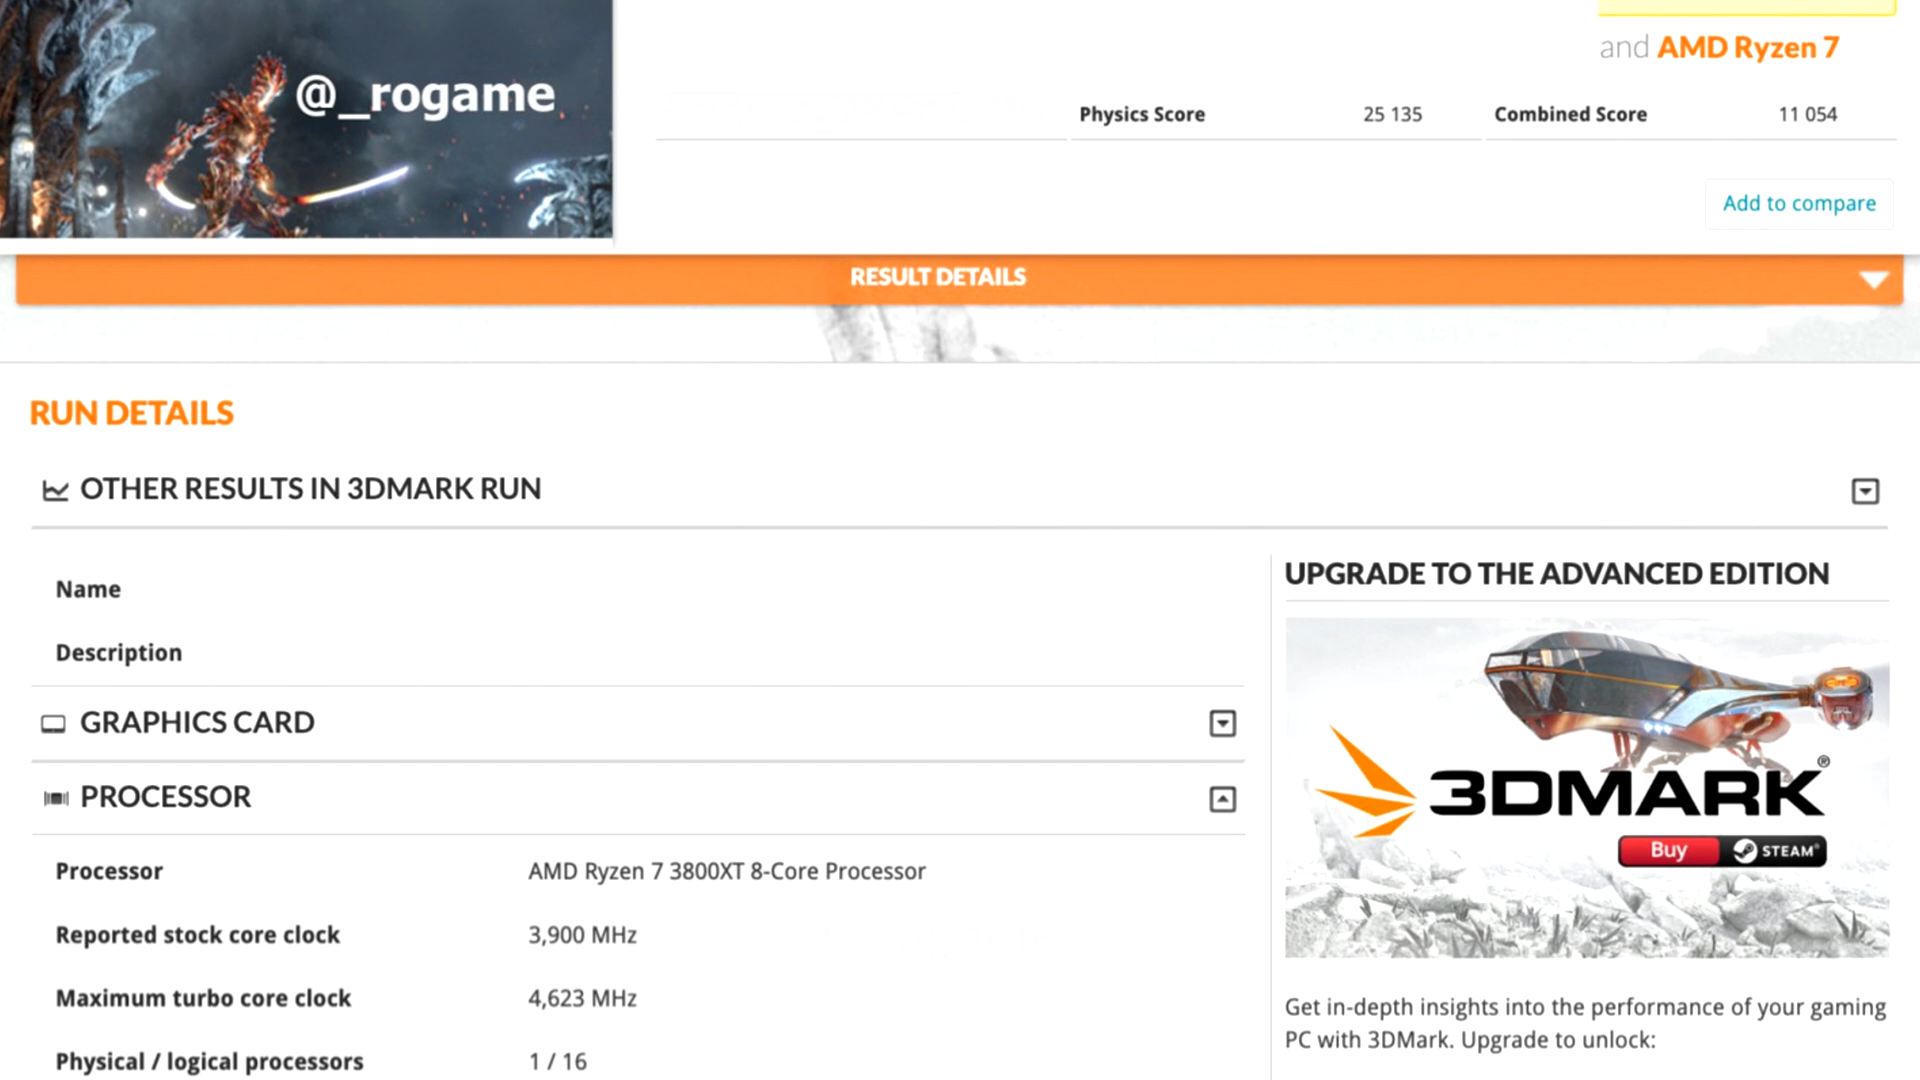 @_rogame
and AMD Ryzen 7
Physics Score 25 135 Combined Score 11 054
Add to compare
RESULT DETAILS
RUN DETAILS
OTHER RESULTS IN 3DMARK RUN
Name
Description
GRAPHICS CARD
PROCESSOR
Processor AMD Ryzen 7 3800XT 8-Core Processor
Reported stock core clock 3,900 MHz
Maximum turbo core clock 4,623 MHz
Physical / logical processors 1 / 16
UPGRADE TO THE ADVANCED EDITION
3DMARK®
Buy STEAM®
Get in-depth insights into the performance of your gaming
PC with 3DMark. Upgrade to unlock: